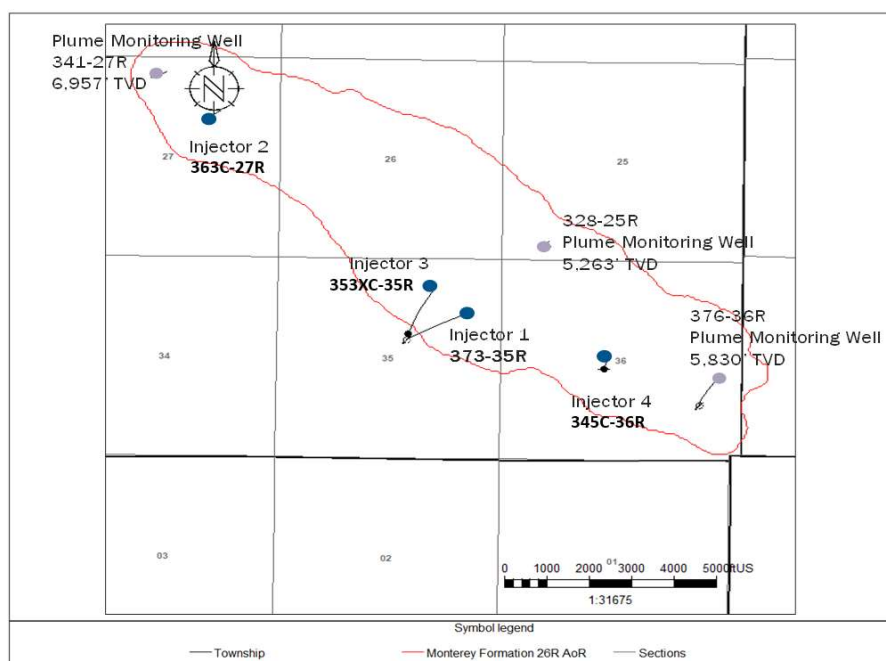 Plume Monitoring Well
341-27R
6,957' TVD
N
Injector 2
363C-27R
27
26
25
328-25R
Plume Monitoring Well
5,263' TVD
Injector 3
353XC-35R
376-36R
Plume Monitoring Well
5,830' TVD
Injector 1
373-35R
34
35
36
Injector 4
345C-36R
03
02
01
0 1000 2000 3000 4000 5000ftUS
1:31675
Symbol legend
Township Monterey Formation 26R AoR Sections